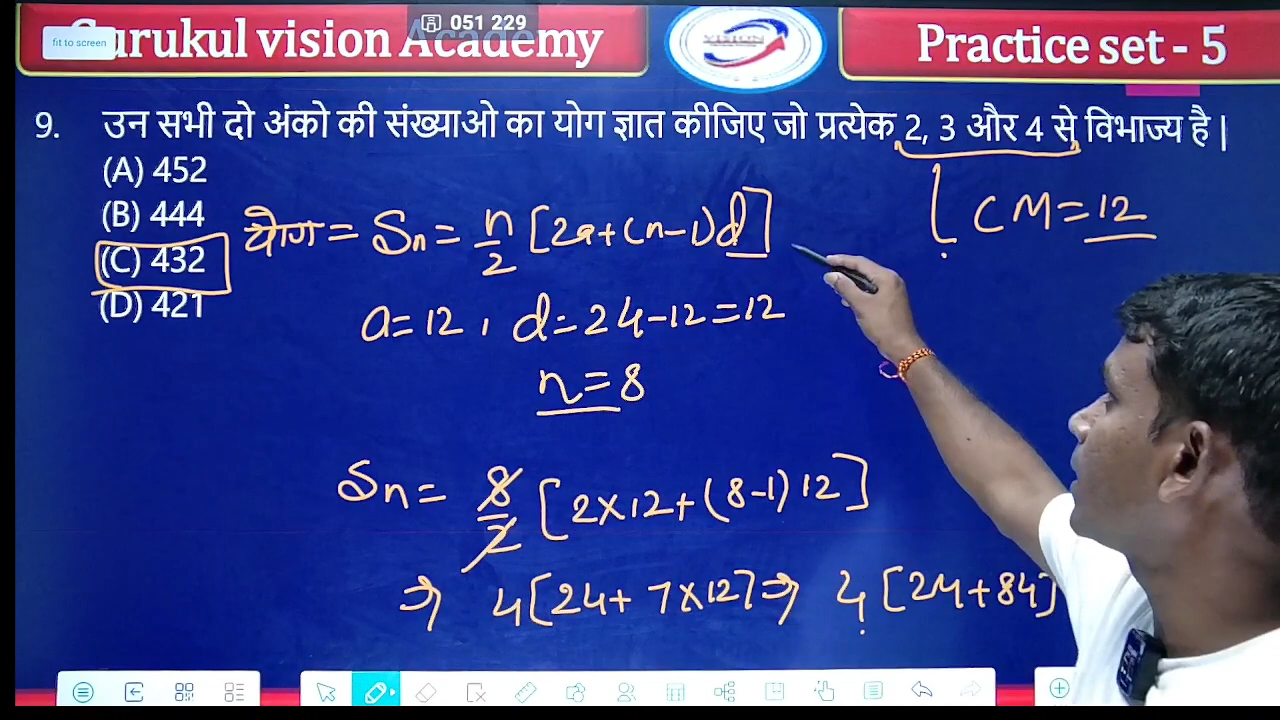 051 229
fit to screen
urukul vision Academy
VISION
Practice set - 5
9. उन सभी दो अंको की संख्याओ का योग ज्ञात कीजिए जो प्रत्येक 2, 3 और 4 से विभाज्य है |
(A) 452
(B) 444
(C) 432
(D) 421
LCM = 12
योग = Sn = n/2 [2a+(n-1)d]
a = 12, d = 24-12 = 12
n = 8
Sn = 8/2 [2×12+(8-1)12]
⇒ 4[24+7×12] ⇒ 4[24+84]